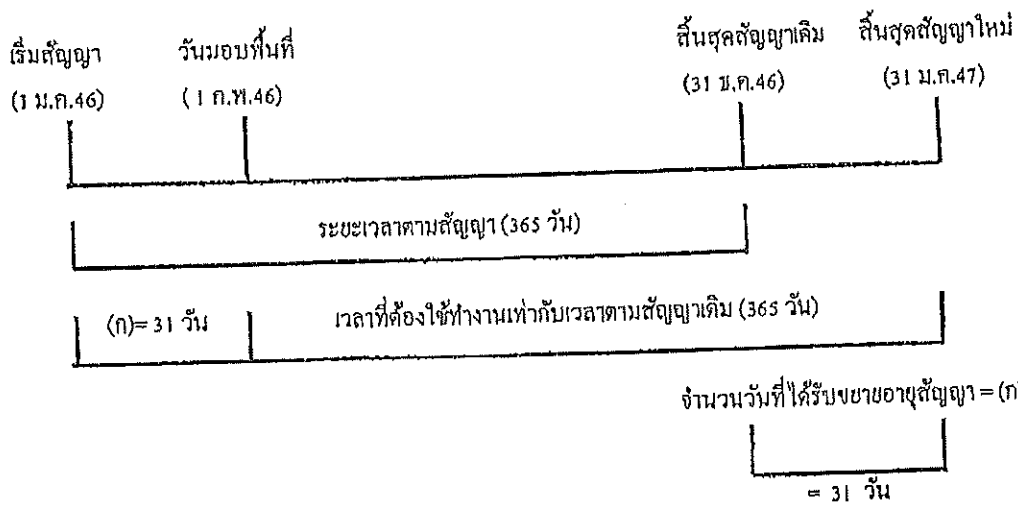 เริ่มสัญญา วันมอบพื้นที่ สิ้นสุดสัญญาเดิม สิ้นสุดสัญญาใหม่
(1 ม.ค.46) (1 ก.พ.46) (31 ธ.ค.46) (31 ม.ค.47)
ระยะเวลาตามสัญญา (365 วัน)
(ก)= 31 วัน เวลาที่ต้องใช้ทำงานเท่ากับเวลาตามสัญญาเดิม (365 วัน)
จำนวนวันที่ได้รับขยายอายุสัญญา = (ก
= 31 วัน